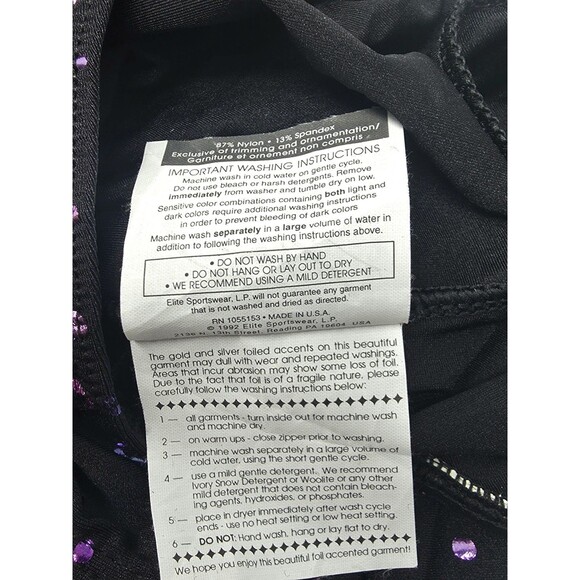 87% Nylon • 13% Spandex
Exclusive of trimming and ornamentation/
Garniture et ornément non compris
IMPORTANT WASHING INSTRUCTIONS
Machine wash in cold water on gentle cycle.
Do not use bleach or harsh detergents. Remove
immediately from washer and tumble dry on low.
Sensitive color combinations containing both light and
dark colors require additional washing instructions
in order to prevent bleeding of dark colors
Machine wash separately in a large volume of water in
addition to following the washing instructions above.
• DO NOT WASH BY HAND
• DO NOT HANG OR LAY OUT TO DRY
• WE RECOMMEND USING A MILD DETERGENT
Elite Sportswear, L.P. will not guarantee any garment
that is not washed and dried as directed.
RN 1055153 • MADE IN U.S.A.
© 1992 Elite Sportswear, L.P.
2136 N. 13th Street, Reading PA 19604 USA
The gold and silver foiled accents on this beautiful
garment may dull with wear and repeated washings.
Areas that incur abrasion may show some loss of foil.
Due to the fact that foil is of a fragile nature, please
carefully follow the washing instructions below:
1 — all garments - turn inside out for machine wash
and machine dry.
2 — on warm ups - close zipper prior to washing.
3 — machine wash separately in a large volume of
cold water, using the short gentle cycle.
4 — use a mild gentle detergent. We recommend
Ivory Snow Detergent or Woolite or any other
mild detergent that does not contain bleach-
ing agents, hydroxides, or phosphates.
5 — place in dryer immediately after wash cycle
ends - use no heat setting or low heat setting.
6 — DO NOT: Hand wash, hang or lay flat to dry.
We hope you enjoy this beautiful foil accented garment!